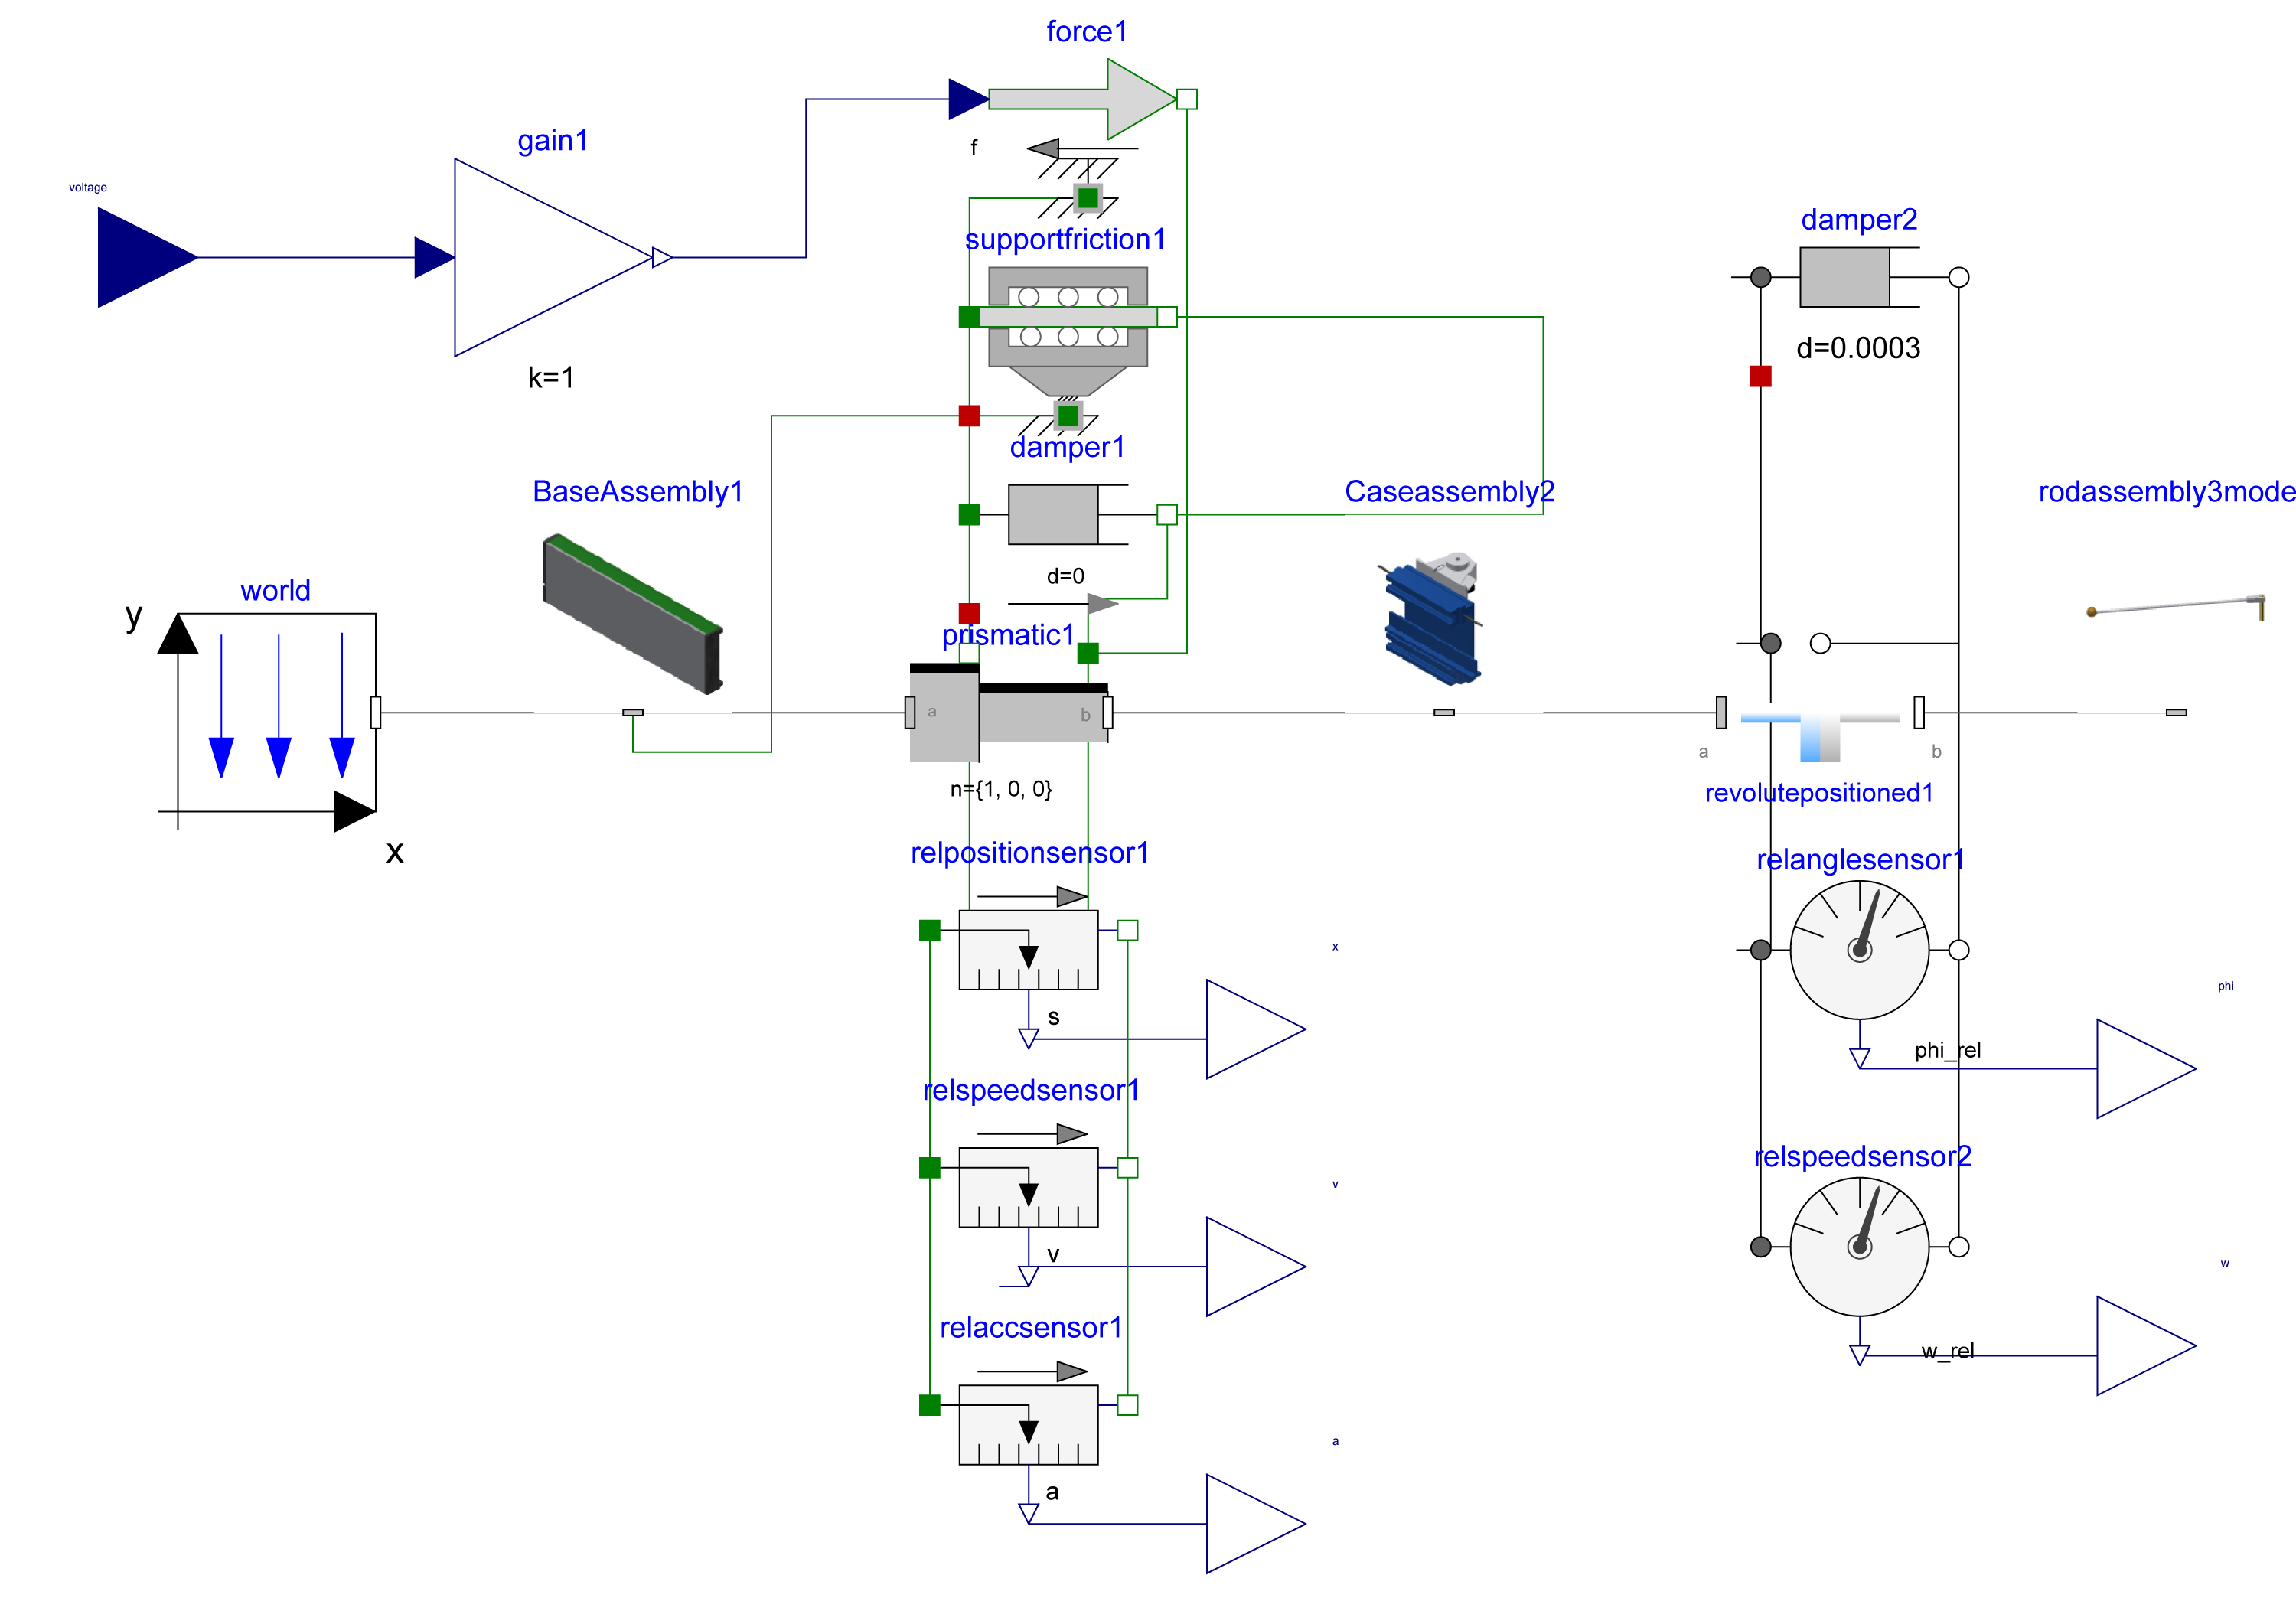 force1
f
gain1
voltage
k=1
supportfriction1
damper2
d=0.0003
damper1
d=0
BaseAssembly1
Caseassembly2
rodassembly3mode
world
y
x
prismatic1
a
b
n={1, 0, 0}
a
b
revolutepositioned1
relpositionsensor1
s
x
relanglesensor1
phi_rel
phi
relspeedsensor1
v
v
relspeedsensor2
w_rel
w
relaccsensor1
a
a